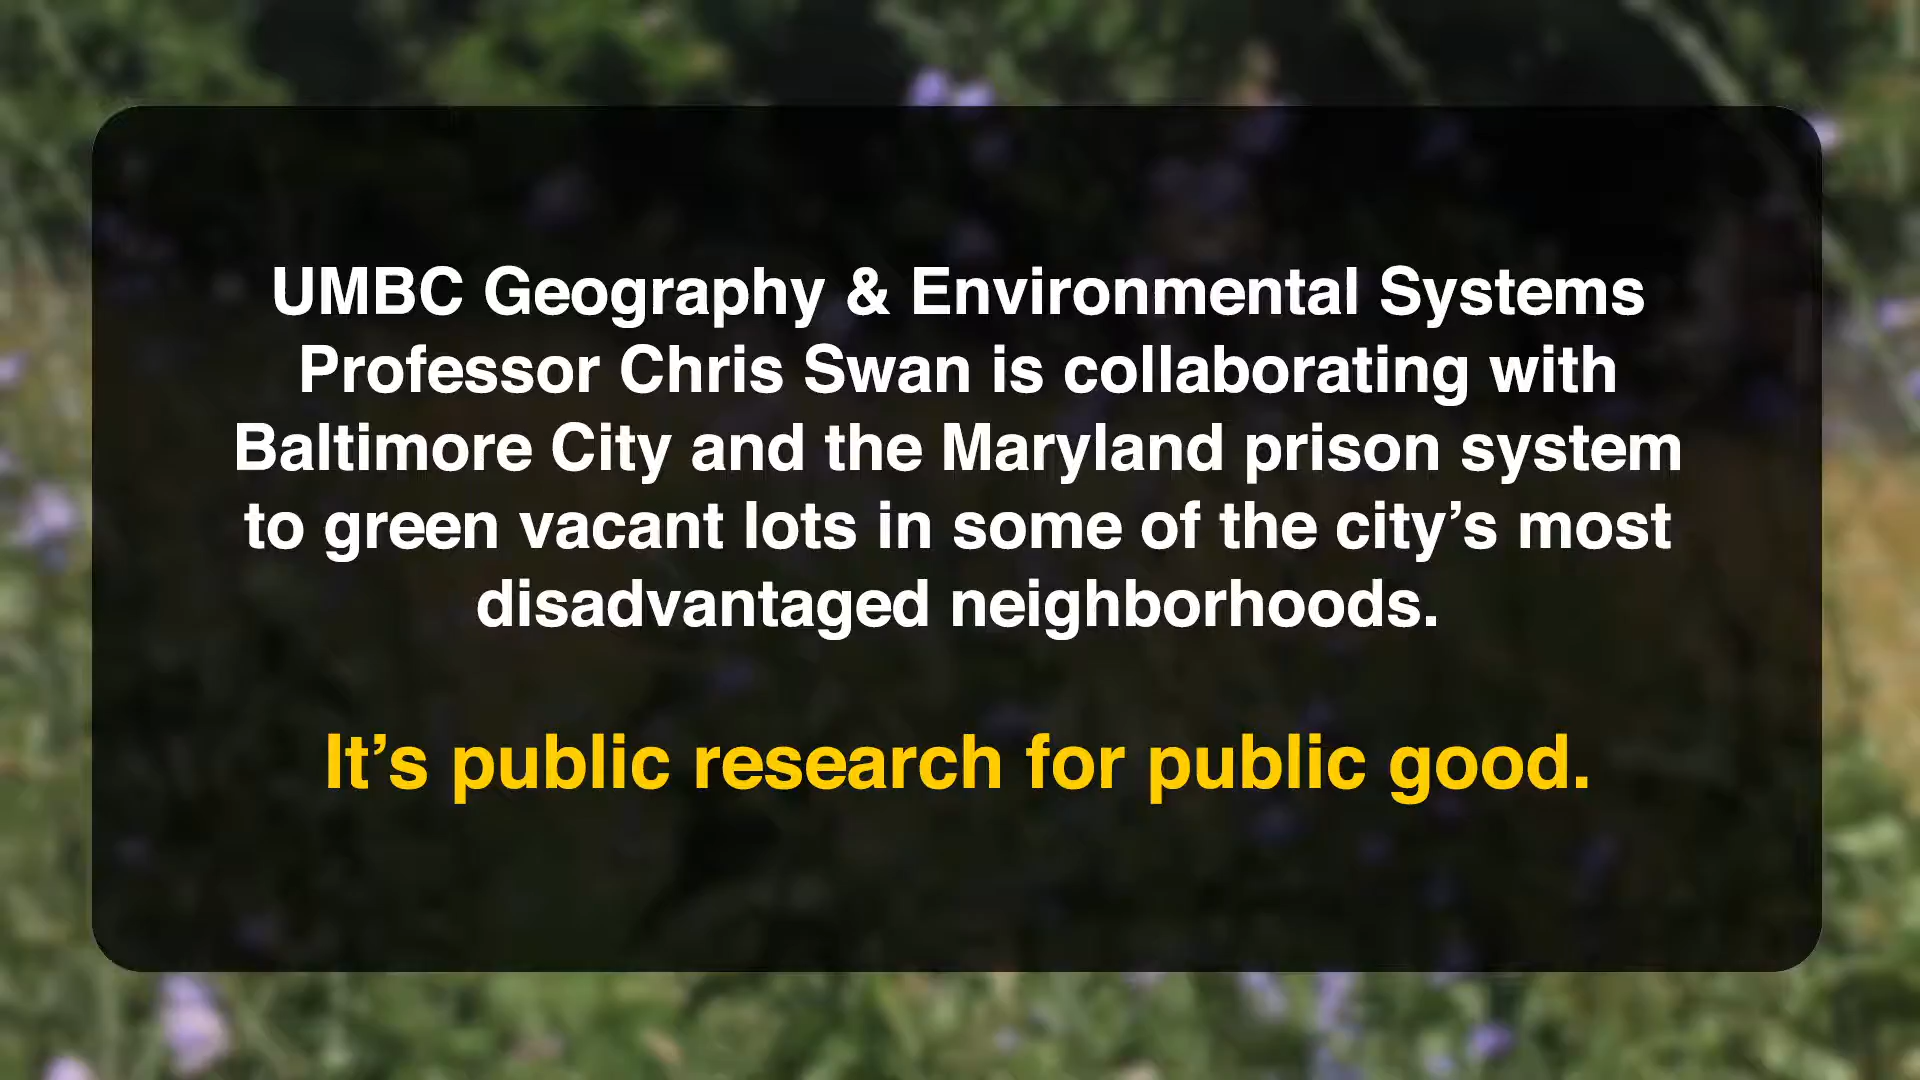 UMBC Geography & Environmental Systems
Professor Chris Swan is collaborating with
Baltimore City and the Maryland prison system
to green vacant lots in some of the city’s most
disadvantaged neighborhoods.
It’s public research for public good.